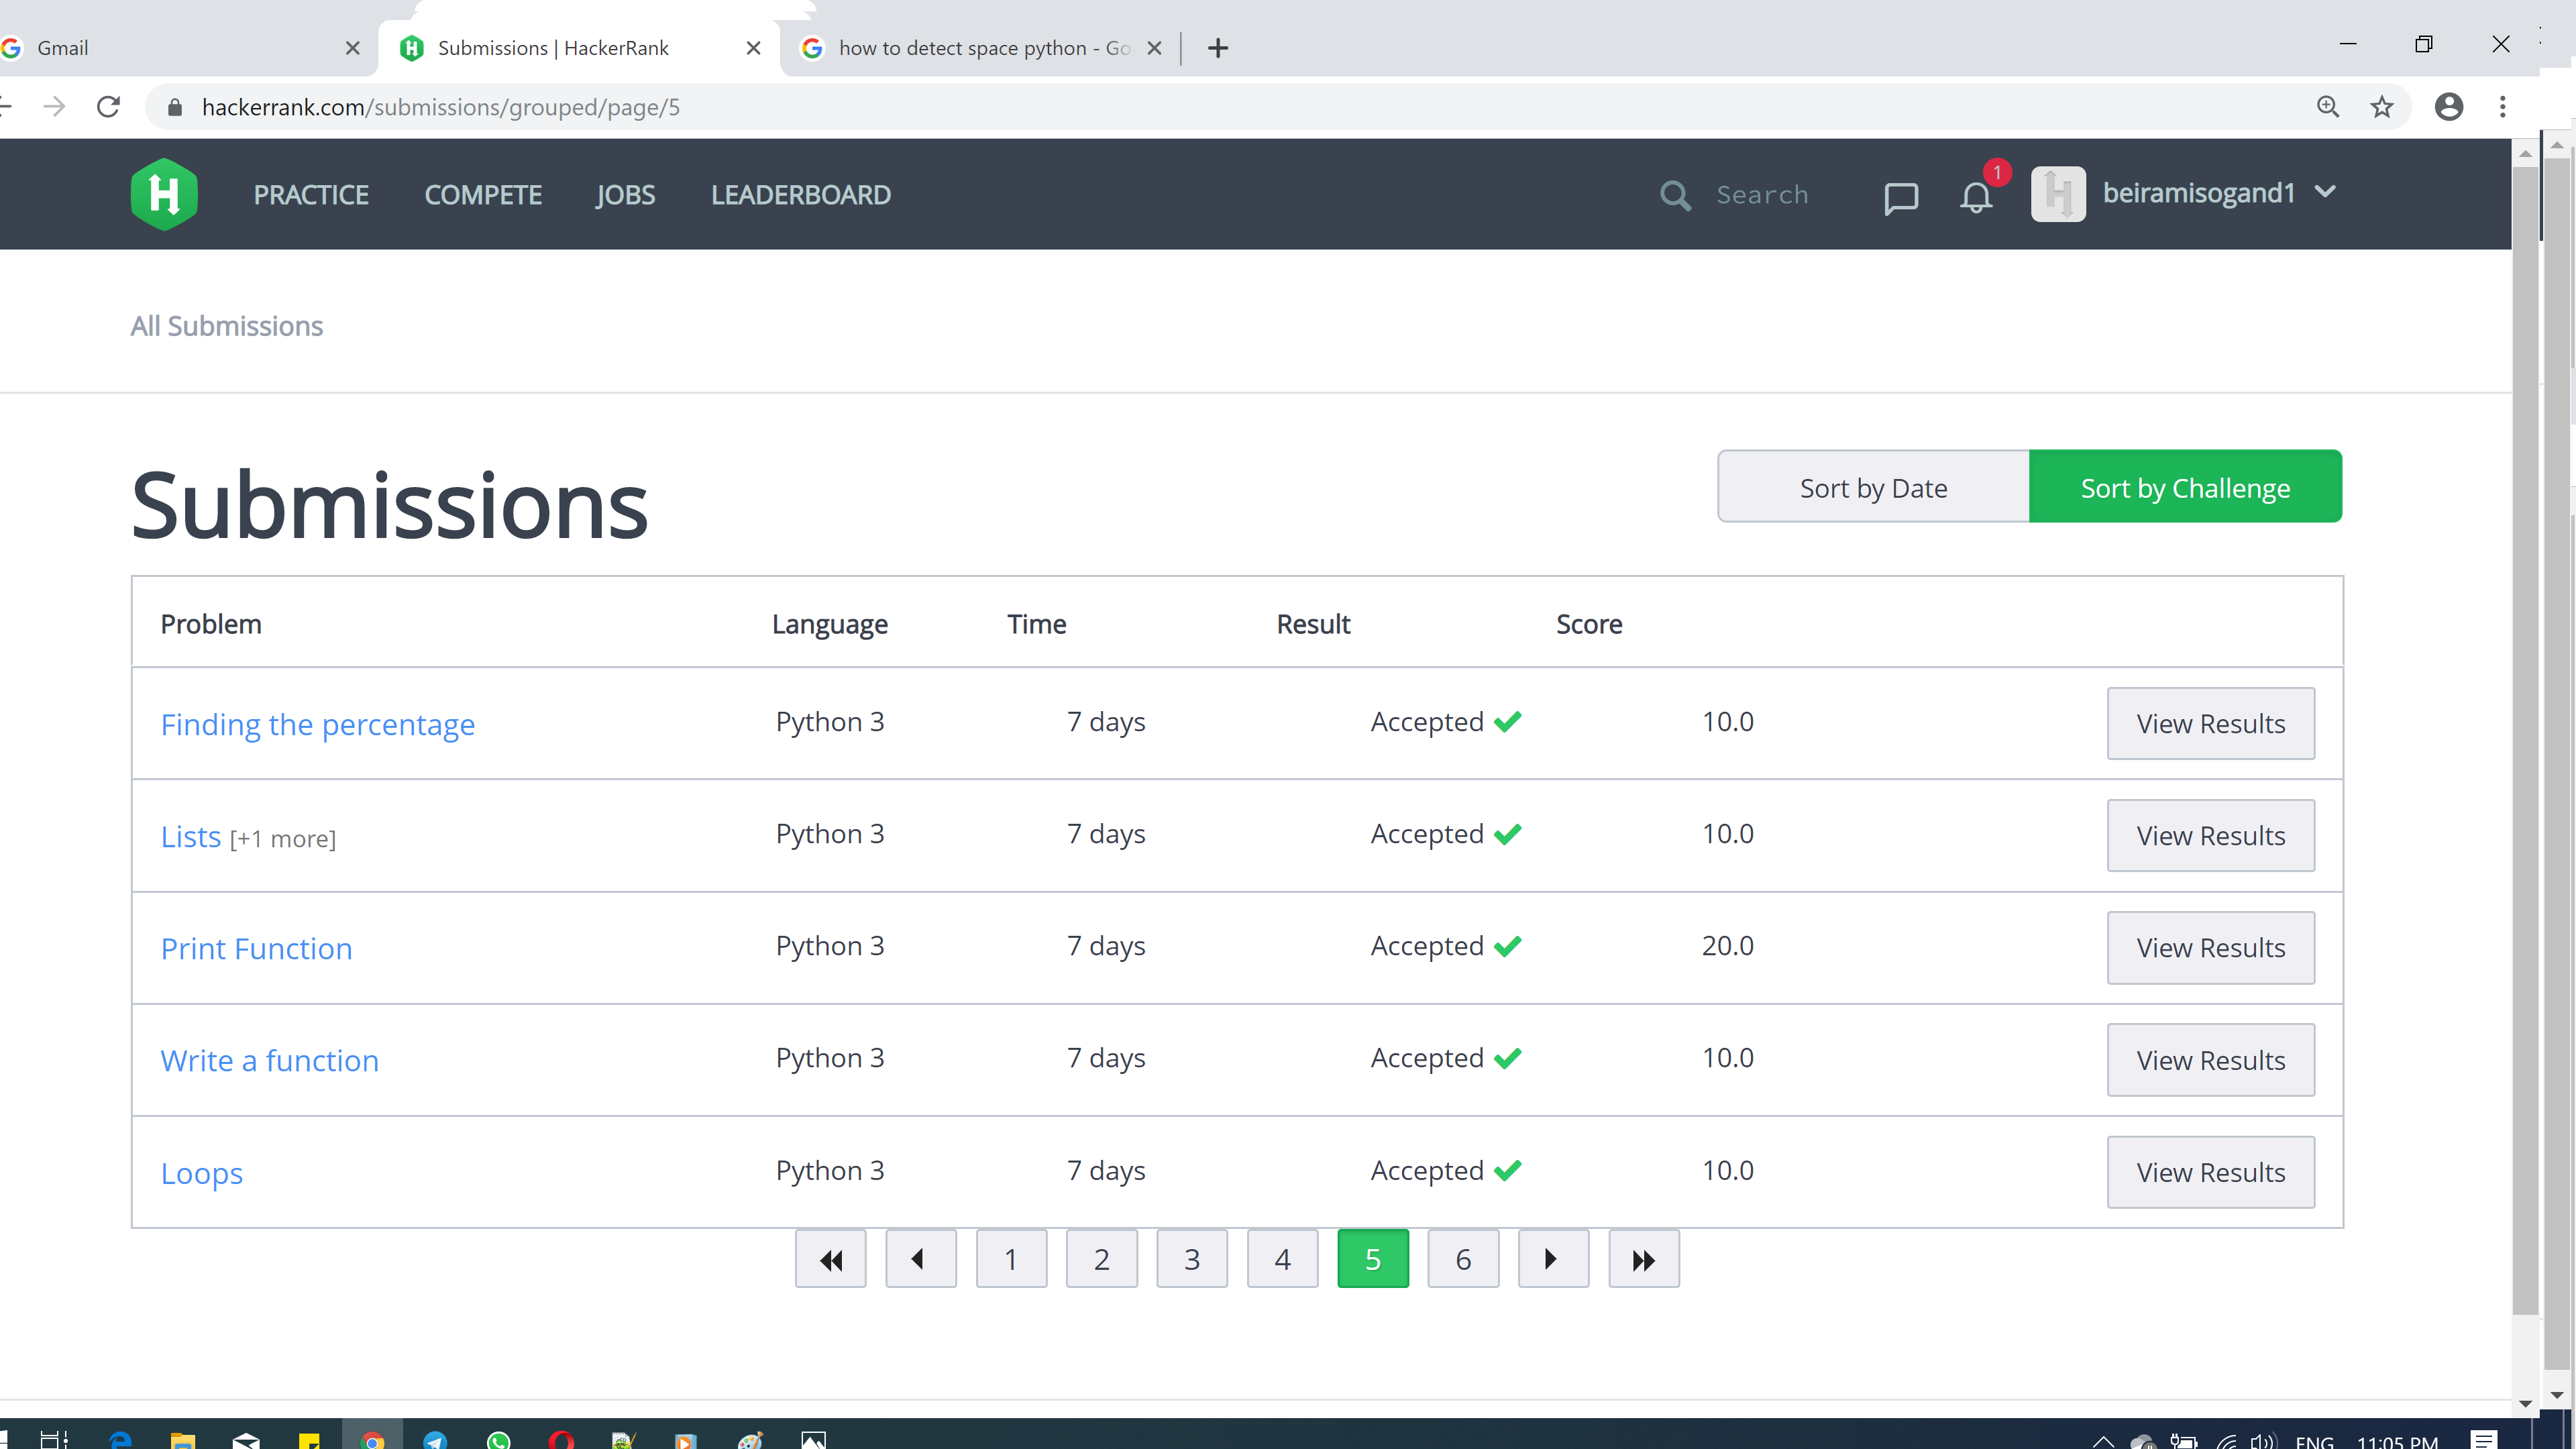 Gmail
Submissions | HackerRank
how to detect space python - Go
hackerrank.com/submissions/grouped/page/5
PRACTICE COMPETE JOBS LEADERBOARD Search 1 beiramisogand1
All Submissions
Submissions
Sort by Date Sort by Challenge
Problem Language Time Result Score
Finding the percentage Python 3 7 days Accepted 10.0 View Results
Lists [+1 more] Python 3 7 days Accepted 10.0 View Results
Print Function Python 3 7 days Accepted 20.0 View Results
Write a function Python 3 7 days Accepted 10.0 View Results
Loops Python 3 7 days Accepted 10.0 View Results
1 2 3 4 5 6
ENG 11:05 PM